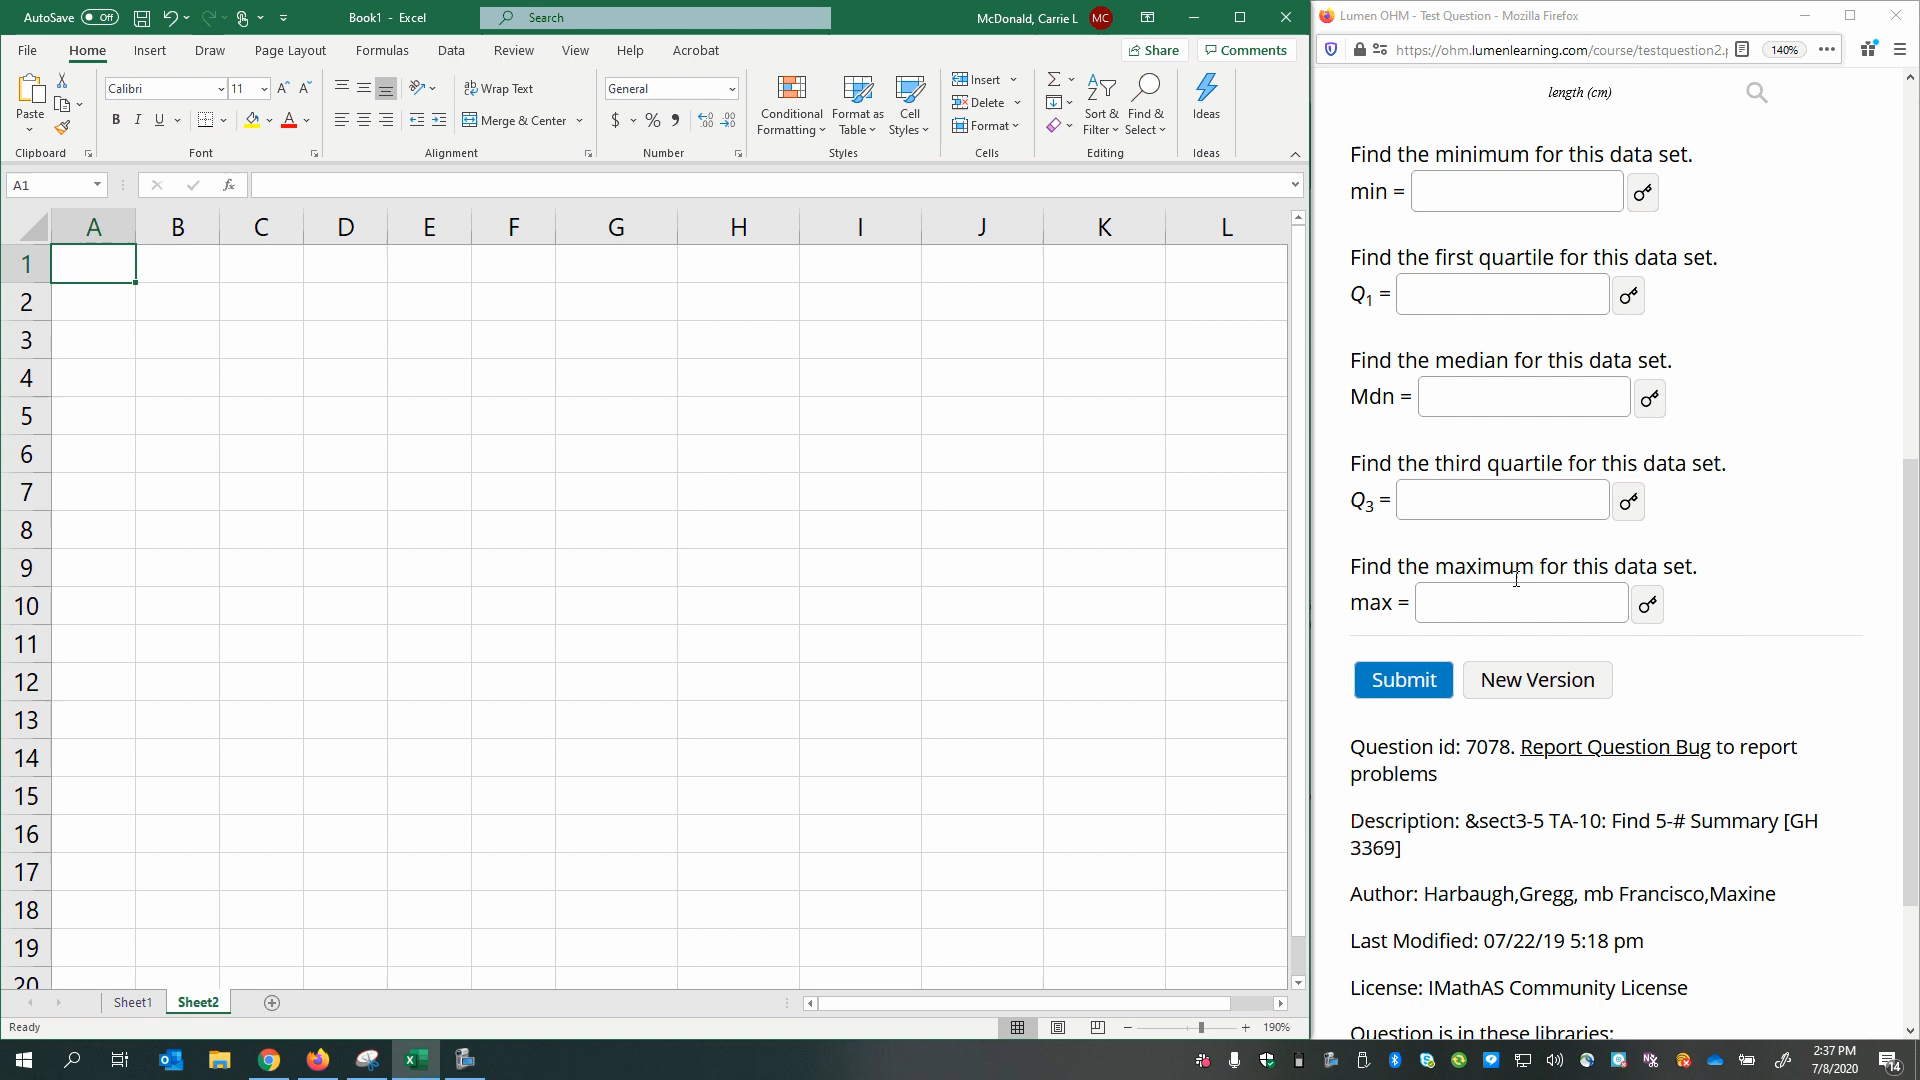 AutoSave Off
Book1 - Excel
Search
McDonald, Carrie L MC
File Home Insert Draw Page Layout Formulas Data Review View Help Acrobat
Share Comments
Paste
Calibri 11
B I U
Wrap Text
Merge & Center
General
Conditional Formatting
Format as Table
Cell Styles
Insert
Delete
Format
Sort & Filter
Find & Select
Ideas
Clipboard Font Alignment Number Styles Cells Editing Ideas
A1 fx
A B C D E F G H I J K L
1
2
3
4
5
6
7
8
9
10
11
12
13
14
15
16
17
18
19
20
Sheet1 Sheet2
Ready
190%
Lumen OHM - Test Question - Mozilla Firefox
https://ohm.lumenlearning.com/course/testquestion2.p 140%
length (cm)
Find the minimum for this data set.
min =
Find the first quartile for this data set.
Q1 =
Find the median for this data set.
Mdn =
Find the third quartile for this data set.
Q3 =
Find the maximum for this data set.
max =
Submit New Version
Question id: 7078. Report Question Bug to report
problems
Description: &sect3-5 TA-10: Find 5-# Summary [GH
3369]
Author: Harbaugh,Gregg, mb Francisco,Maxine
Last Modified: 07/22/19 5:18 pm
License: IMathAS Community License
Question is in these libraries:
2:37 PM
7/8/2020
14